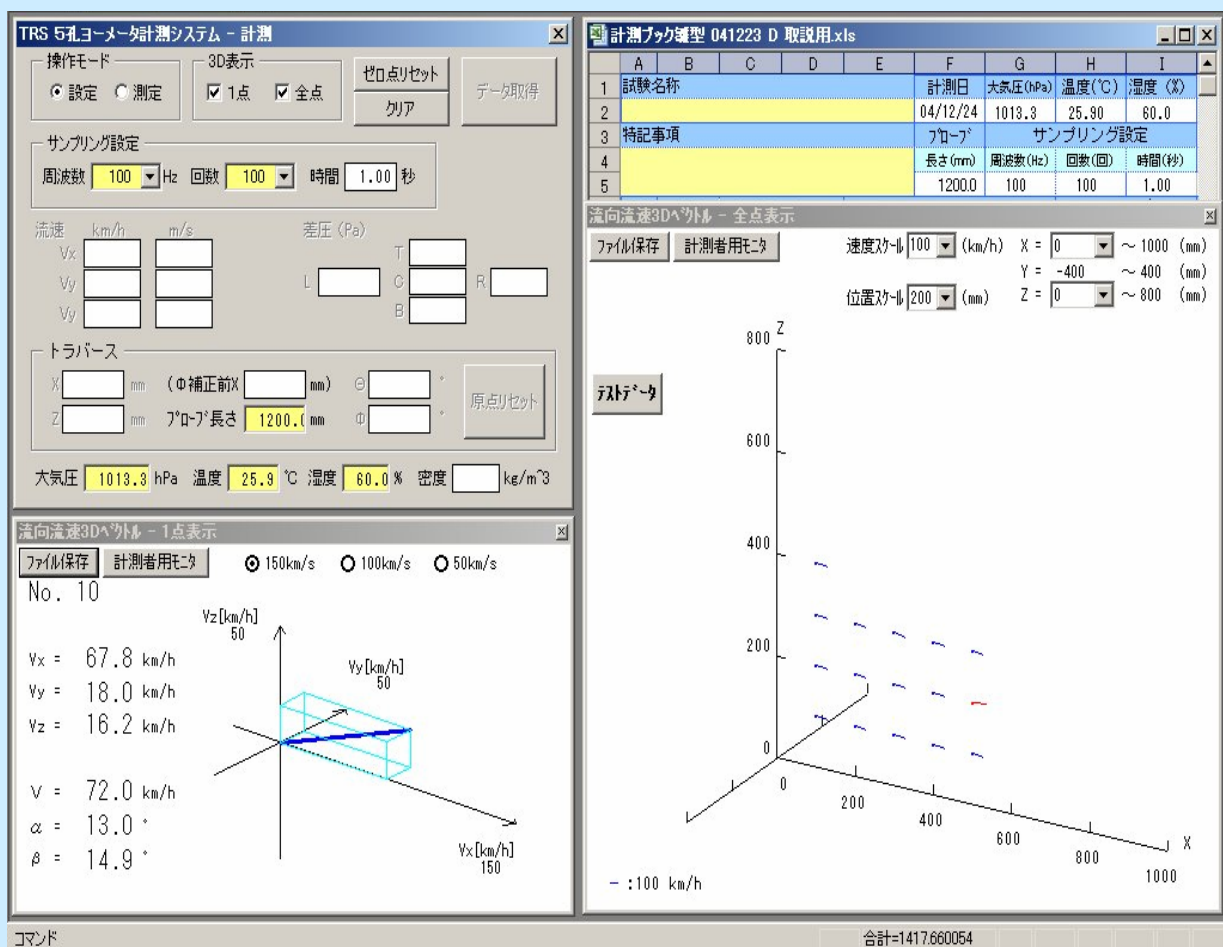 TRS 5孔ヨーメータ計測システム - 計測
操作モード
設定 測定
3D表示
1点 全点
ゼロ点リセット
クリア
データ取得
サンプリング設定
周波数 100 Hz 回数 100 時間 1.00 秒
流速 km/h m/s
差圧 (Pa)
Vx
Vy
Vy
T
L C R
B
トラバース
X mm (Φ補正前X mm) Θ °
Z mm プローブ長さ 1200.0 mm Φ °
原点リセット
大気圧 1013.3 hPa 温度 25.9 ℃ 湿度 60.0 % 密度 kg/m^3
流向流速3Dベクトル - 1点表示
ファイル保存 計測者用モニタ 150km/s 100km/s 50km/s
No. 10
Vx = 67.8 km/h
Vy = 18.0 km/h
Vz = 16.2 km/h
V = 72.0 km/h
α = 13.0 °
β = 14.9 °
Vz[km/h]
50
Vy[km/h]
50
Vx[km/h]
150
計測ブック雛型 041223 D 取説用.xls
A B C D E F G H I
1 試験名称 計測日 大気圧(hPa) 温度(℃) 湿度 (%)
2 04/12/24 1013.3 25.90 60.0
3 特記事項 プローブ サンプリング設定
4 長さ(mm) 周波数(Hz) 回数(回) 時間(秒)
5 1200.0 100 100 1.00
流向流速3Dベクトル - 全点表示
ファイル保存 計測者用モニタ
速度スケール 100 (km/h) X = 0 ～ 1000 (mm)
Y = -400 ～ 400 (mm)
位置スケール 200 (mm) Z = 0 ～ 800 (mm)
テストデータ
Z
800
600
400
200
0
0
200
400
600
800
1000
X
- :100 km/h
コマンド
合計=1417.660054